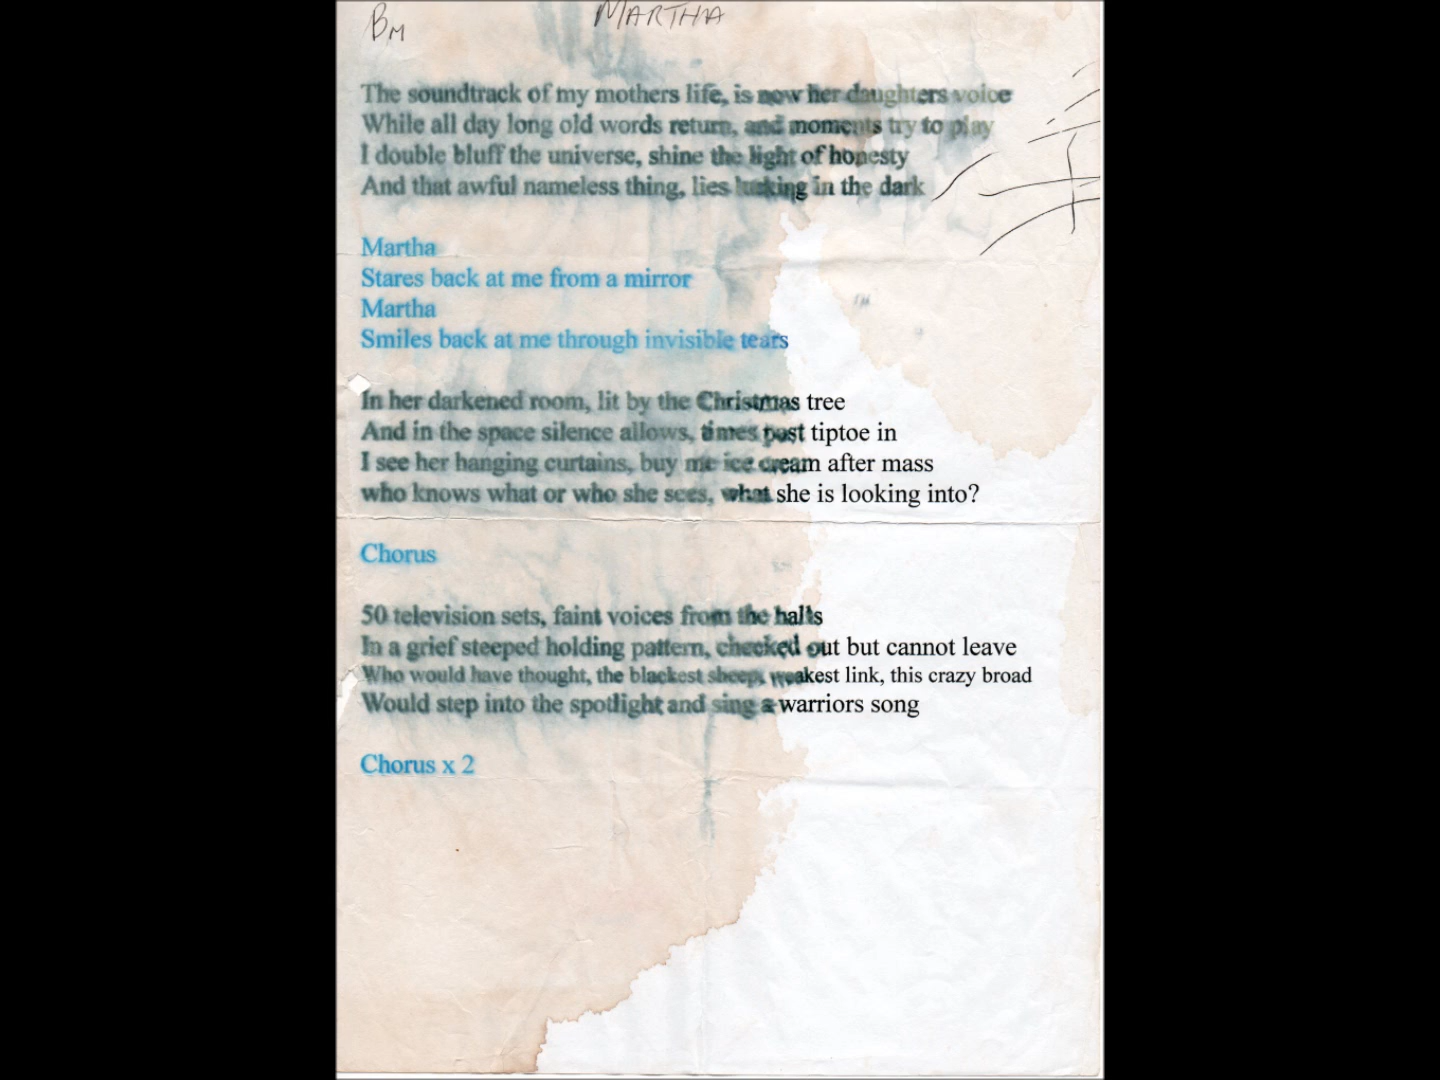 Bm
MARTHA
The soundtrack of my mothers life, is now her daughters voice
While all day long old words return, and moments try to play
I double bluff the universe, shine the light of honesty
And that awful nameless thing, lies lurking in the dark
Martha
Stares back at me from a mirror
Martha
Smiles back at me through invisible tears
In her darkened room, lit by the Christmas tree
And in the space silence allows, times past tiptoe in
I see her hanging curtains, buy me ice cream after mass
who knows what or who she sees, what she is looking into?
Chorus
50 television sets, faint voices from the halls
In a grief steeped holding pattern, checked out but cannot leave
Who would have thought, the blackest sheep, weakest link, this crazy broad
Would step into the spotlight and sing a warriors song
Chorus x 2